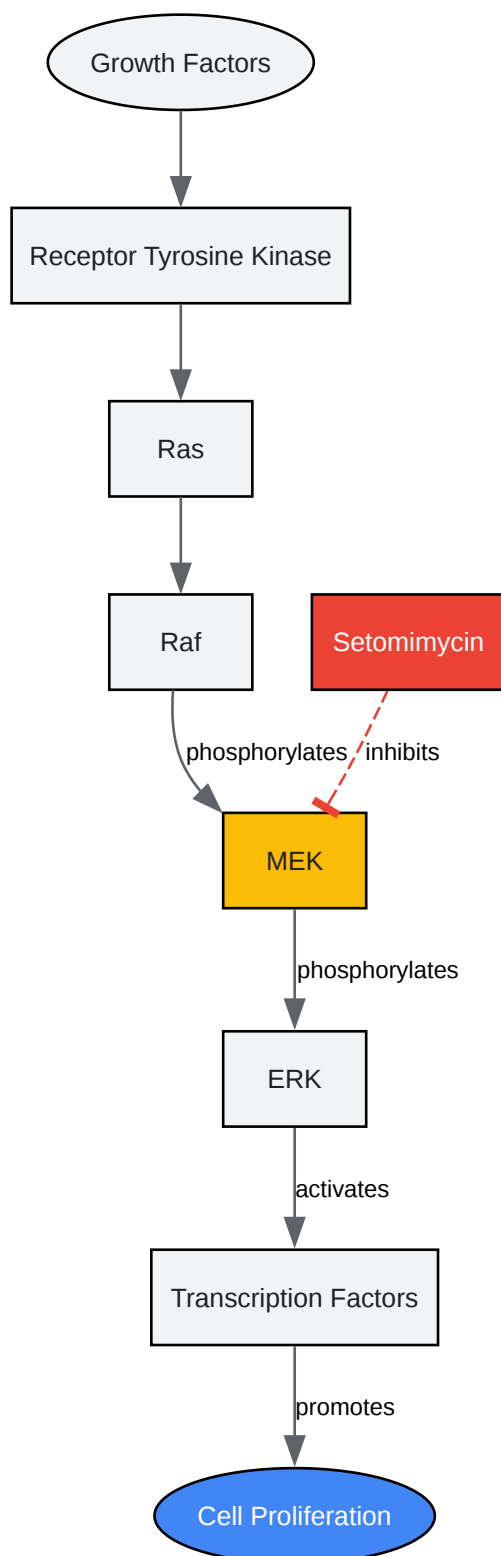 Growth Factors
Receptor Tyrosine Kinase
Ras
Raf
Setomimycin
phosphorylates
inhibits
MEK
phosphorylates
ERK
activates
Transcription Factors
promotes
Cell Proliferation